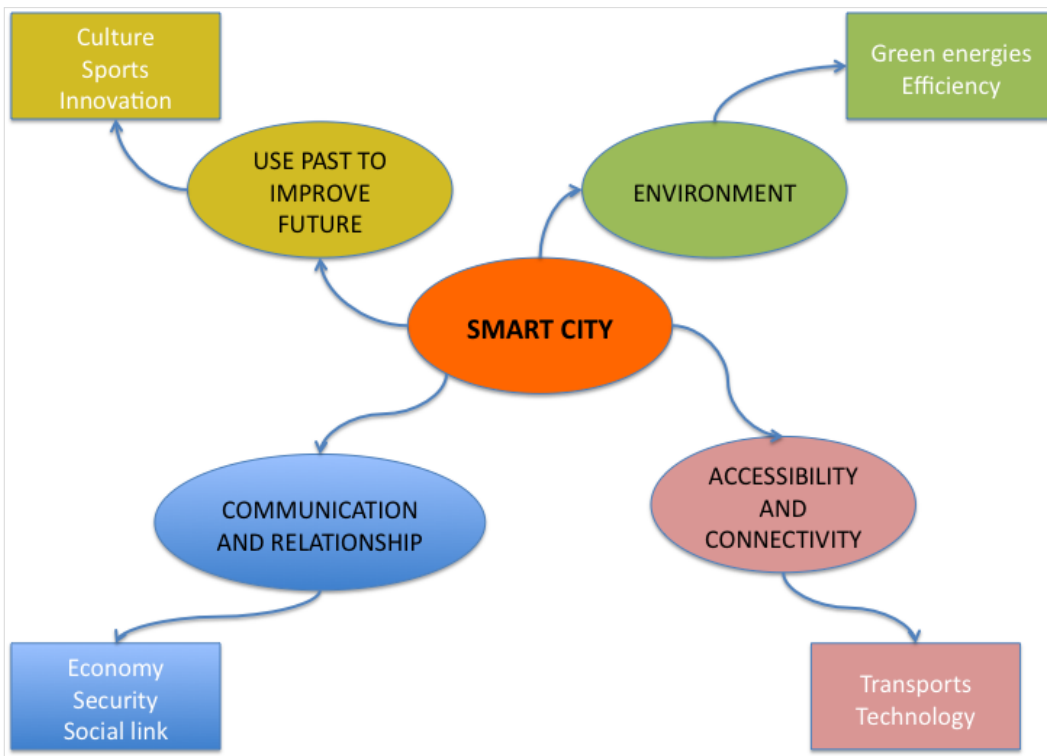 Culture
Sports
Innovation
Green energies
Efficiency
USE PAST TO
IMPROVE
FUTURE
ENVIRONMENT
SMART CITY
COMMUNICATION
AND RELATIONSHIP
ACCESSIBILITY
AND
CONNECTIVITY
Economy
Security
Social link
Transports
Technology